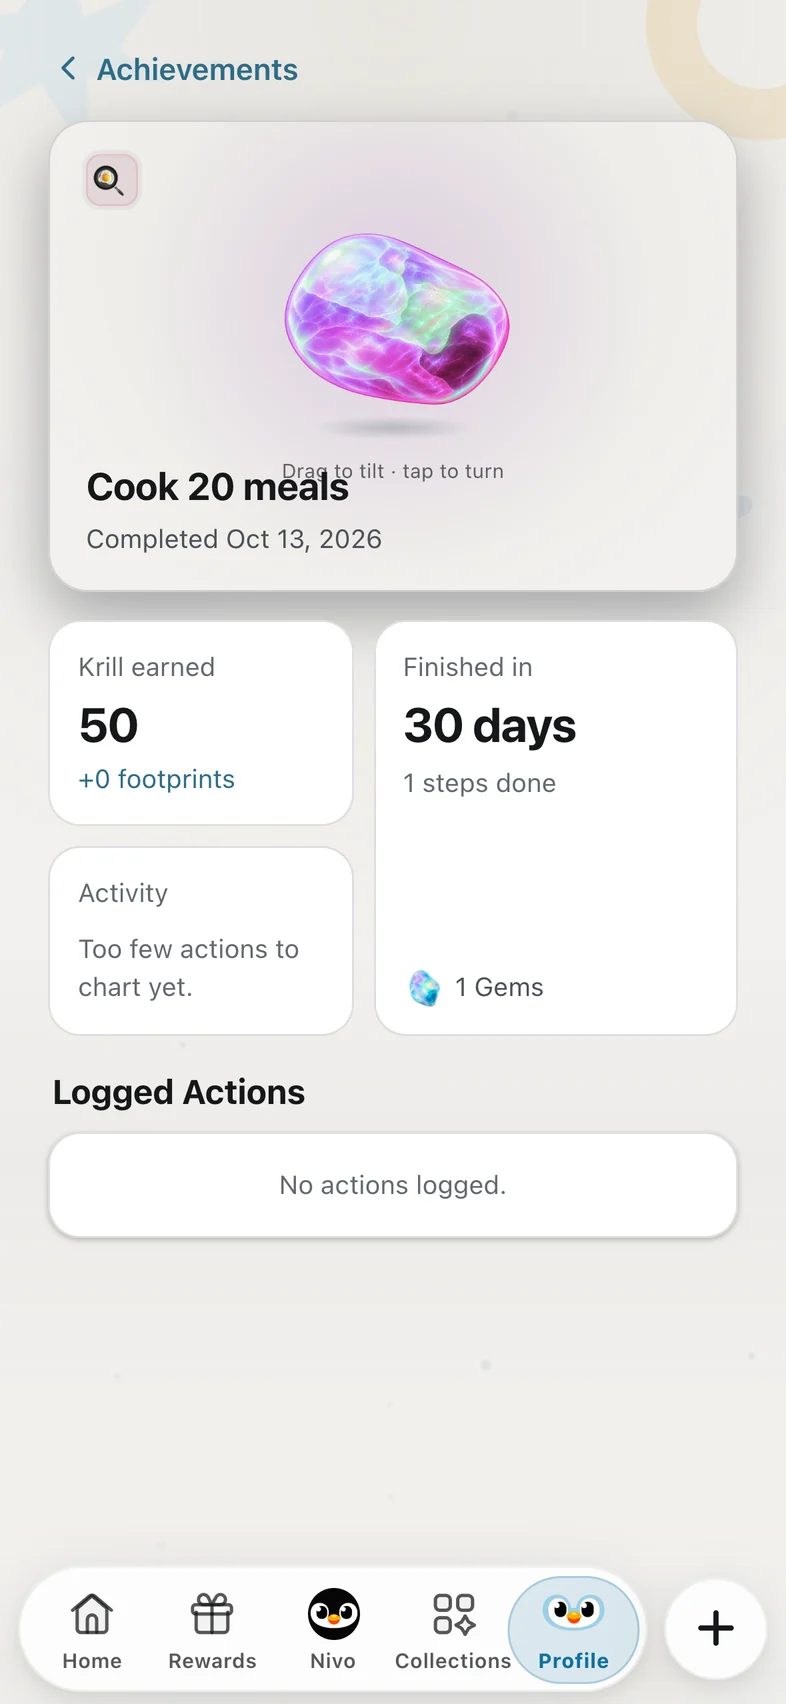 Achievements
Drag to tilt · tap to turn
Cook 20 meals
Completed Oct 13, 2026
Krill earned
50
+0 footprints
Finished in
30 days
1 steps done
1 Gems
Activity
Too few actions to
chart yet.
Logged Actions
No actions logged.
Home
Rewards
Nivo
Collections
Profile